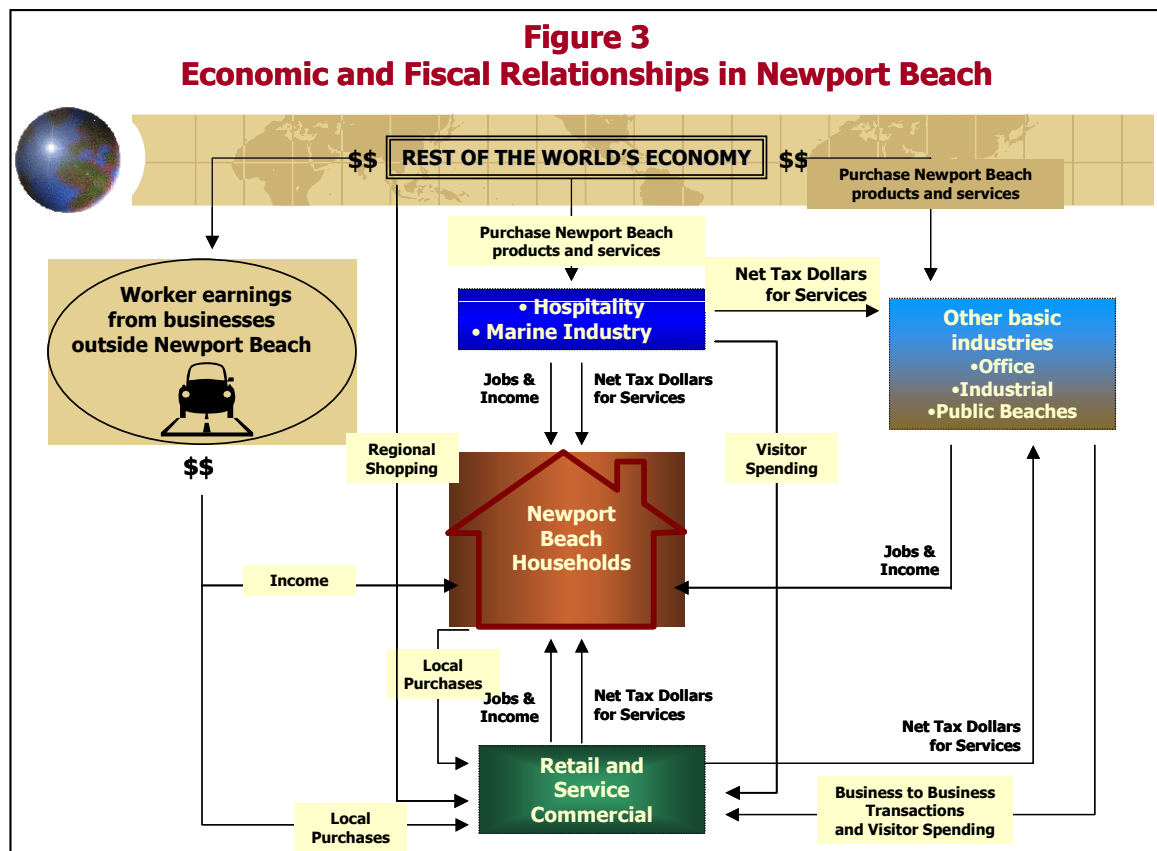 Figure 3
Economic and Fiscal Relationships in Newport Beach
$$
REST OF THE WORLD'S ECONOMY
$$
Purchase Newport Beach
products and services
Purchase Newport Beach
products and services
Worker earnings
from businesses
outside Newport Beach
$$
• Hospitality
• Marine Industry
Net Tax Dollars
for Services
Other basic
industries
•Office
•Industrial
•Public Beaches
Jobs &
Income
Net Tax Dollars
for Services
Regional
Shopping
Visitor
Spending
Newport
Beach
Households
Income
Jobs &
Income
Local
Purchases
Jobs &
Income
Net Tax Dollars
for Services
Net Tax Dollars
for Services
Retail and
Service
Commercial
Local
Purchases
Business to Business
Transactions
and Visitor Spending